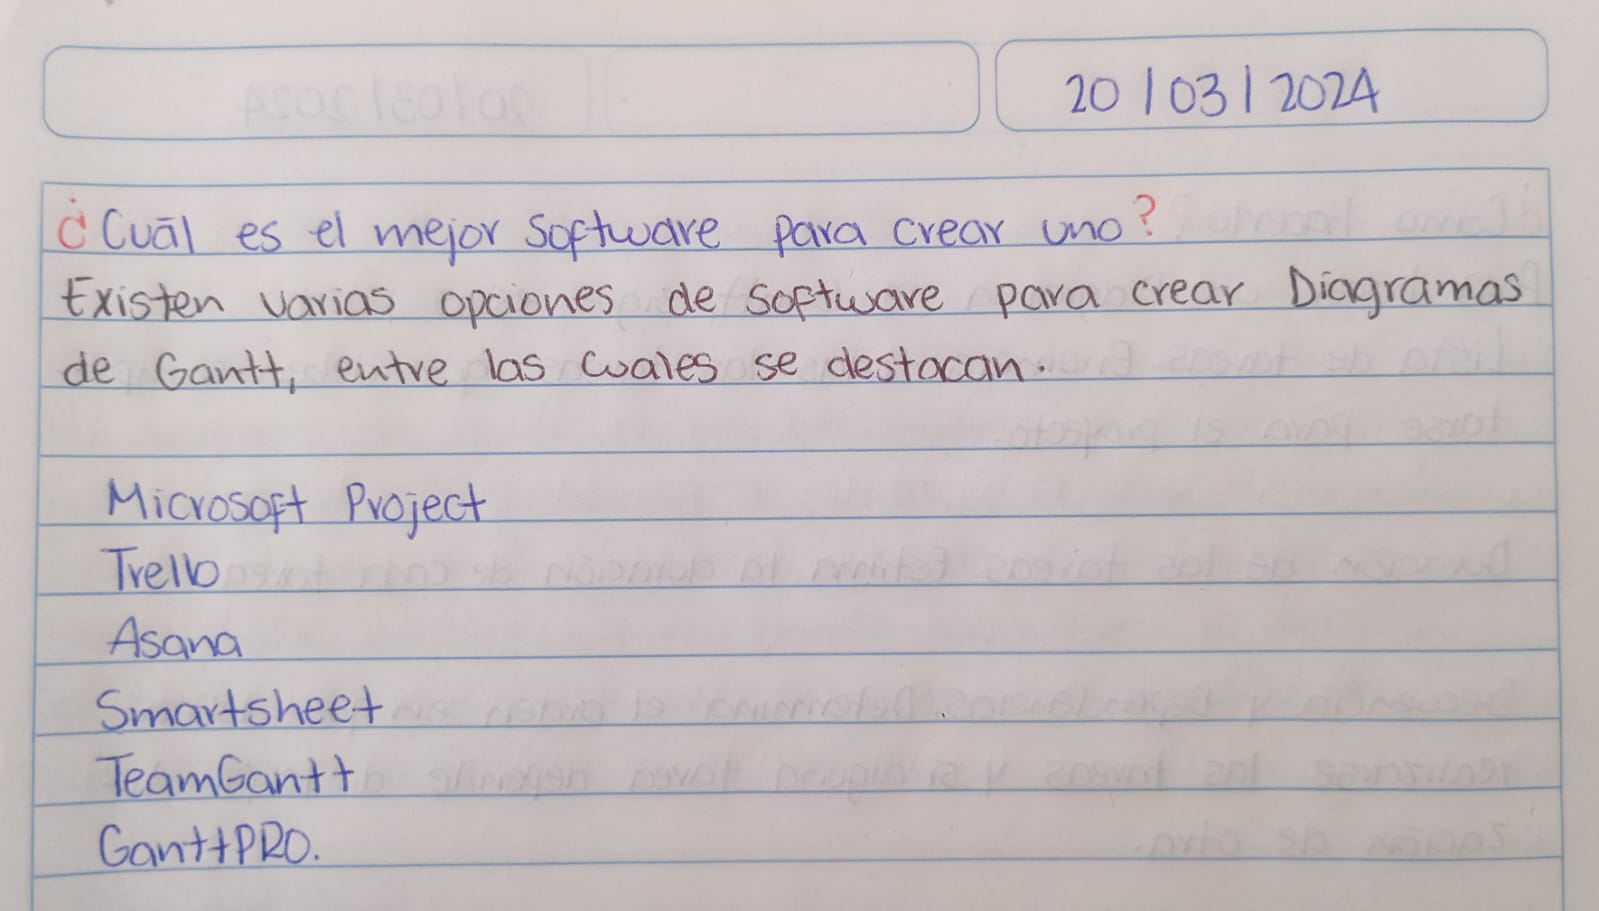 20/03/2024
¿Cuál es el mejor Software para crear uno?
Existen varias opciones de software para crear Diagramas
de Gantt, entre las cuales se destacan.
Microsoft Project
Trello
Asana
Smartsheet
TeamGantt
GanttPRO.